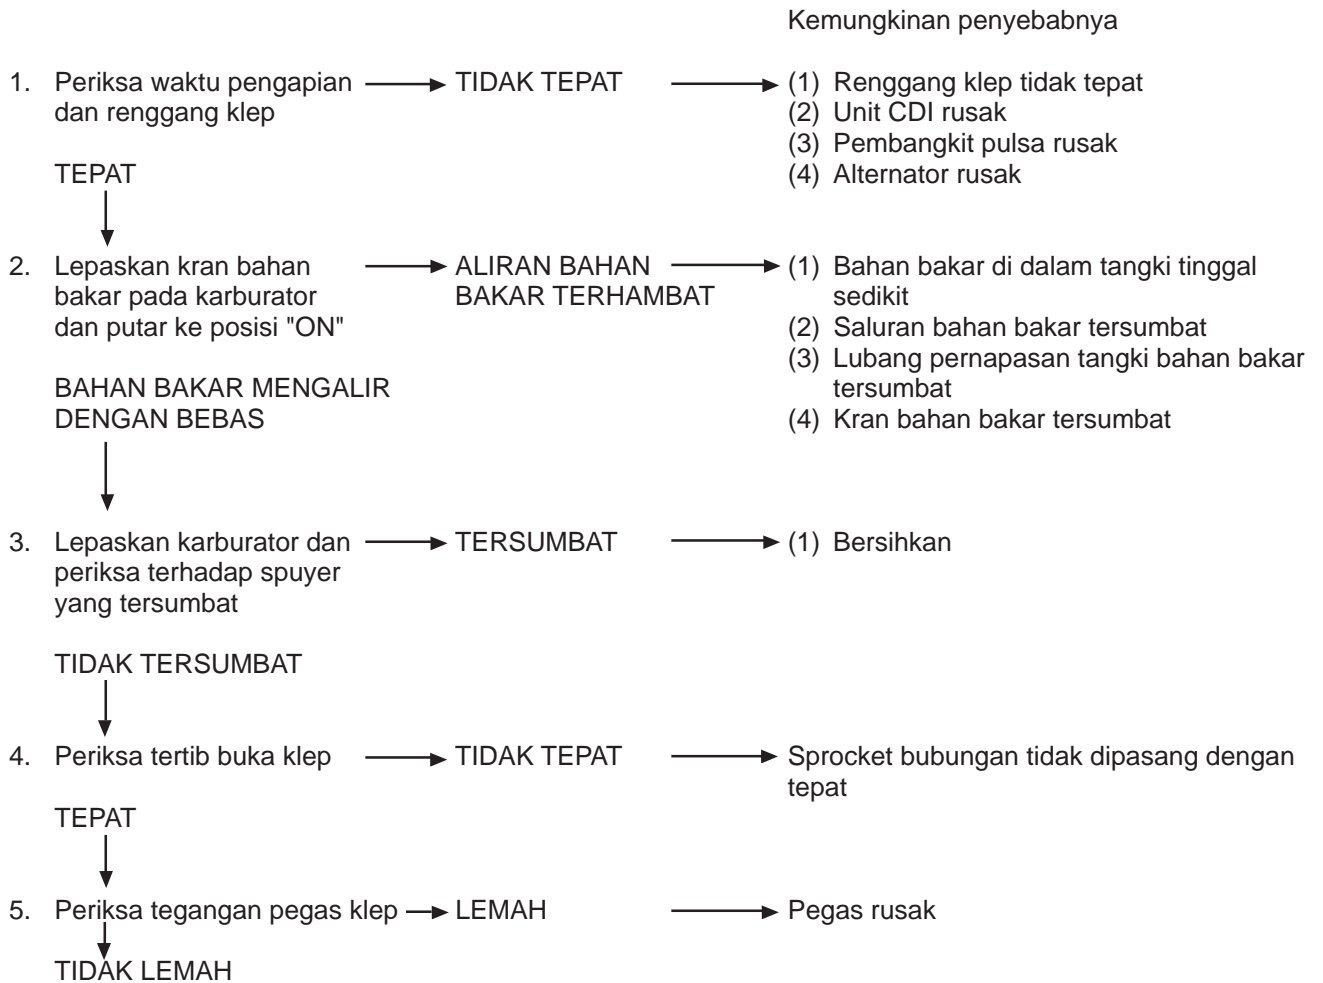 Kemungkinan penyebabnya
1. Periksa waktu pengapian TIDAK TEPAT (1) Renggang klep tidak tepat
dan renggang klep (2) Unit CDI rusak
(3) Pembangkit pulsa rusak
TEPAT (4) Alternator rusak
2. Lepaskan kran bahan ALIRAN BAHAN (1) Bahan bakar di dalam tangki tinggal
bakar pada karburator BAKAR TERHAMBAT sedikit
dan putar ke posisi "ON" (2) Saluran bahan bakar tersumbat
(3) Lubang pernapasan tangki bahan bakar
BAHAN BAKAR MENGALIR tersumbat
DENGAN BEBAS (4) Kran bahan bakar tersumbat
3. Lepaskan karburator dan TERSUMBAT (1) Bersihkan
periksa terhadap spuyer
yang tersumbat
TIDAK TERSUMBAT
4. Periksa tertib buka klep TIDAK TEPAT Sprocket bubungan tidak dipasang dengan
tepat
TEPAT
5. Periksa tegangan pegas klep LEMAH Pegas rusak
TIDAK LEMAH